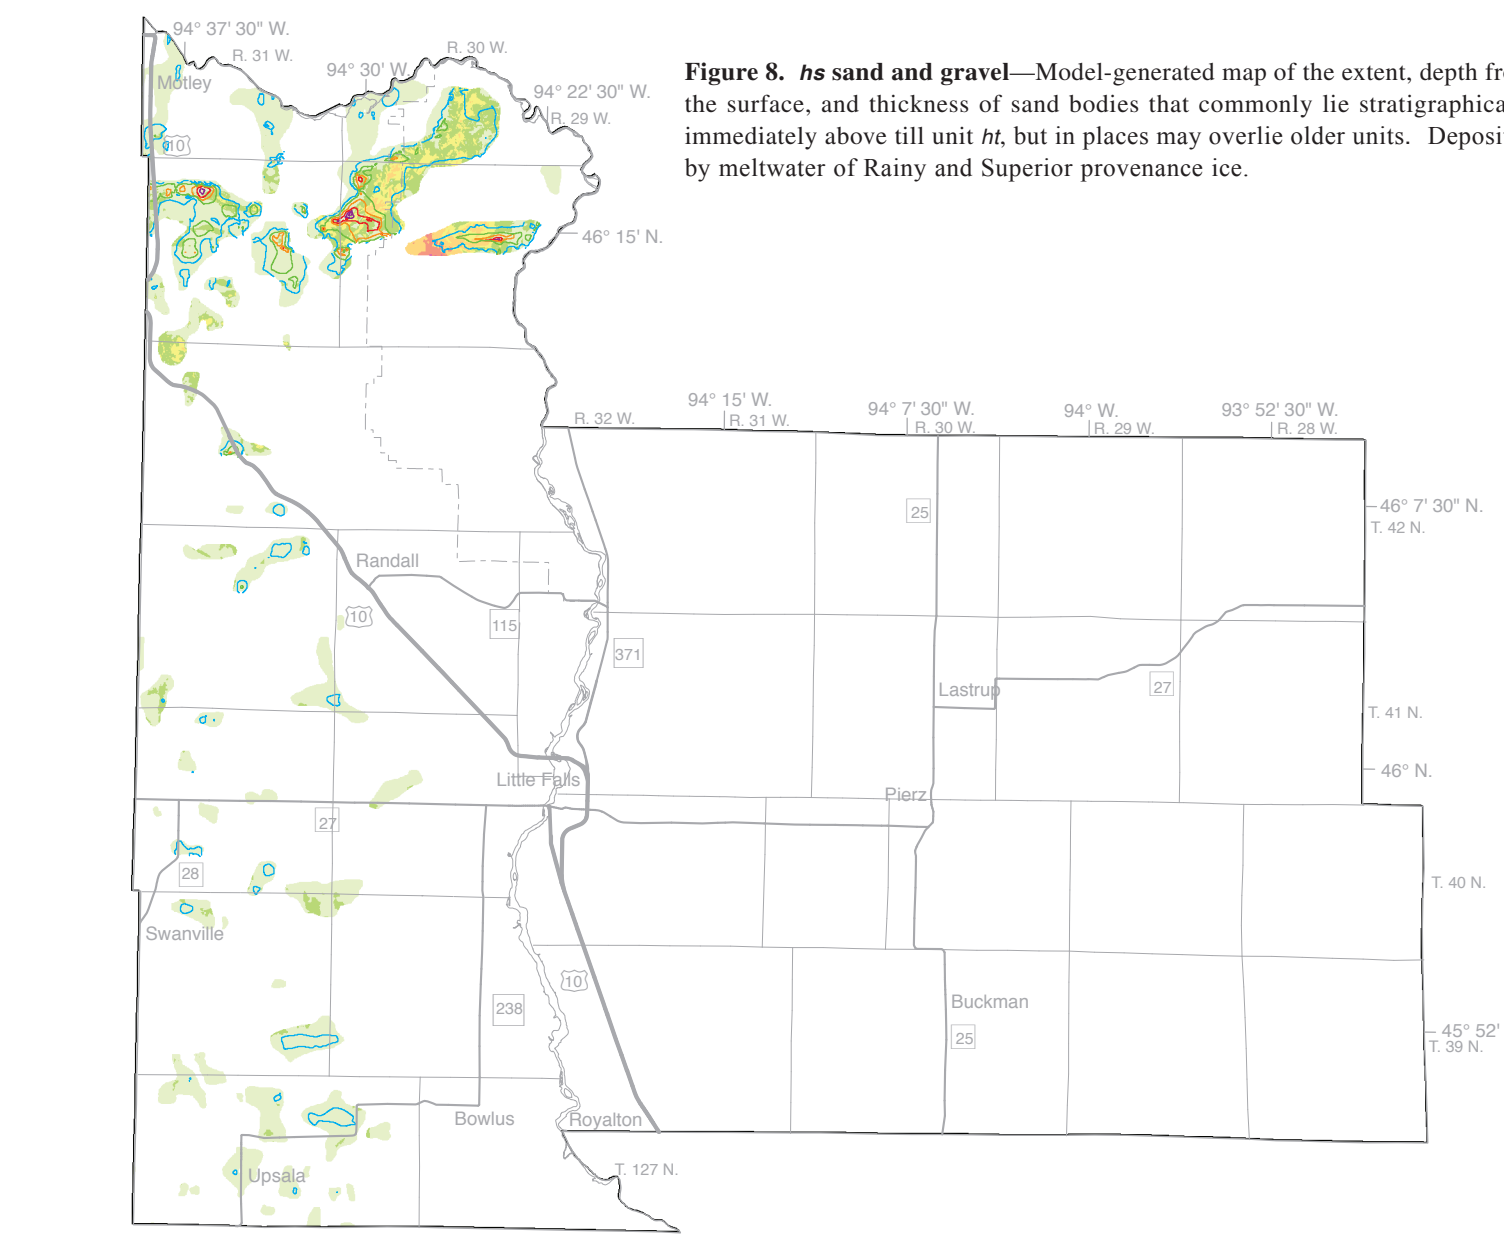 94° 37' 30" W.
R. 31 W.
R. 30 W.
94° 30' W.
94° 22' 30" W.
R. 29 W.
Motley
10
46° 15' N.
Figure 8. hs sand and gravel—Model-generated map of the extent, depth
the surface, and thickness of sand bodies that commonly lie
immediately above till unit ht, but in places may overlie older units.
by meltwater of Rainy and Superior provenance ice.
94° 15' W.
94° 7' 30" W.
94° W.
93° 52' 30" W.
R. 32 W.
R. 31 W.
R. 30 W.
R. 29 W.
R. 28 W.
46° 7' 30" N.
T. 42 N.
25
Randall
10
115
371
Lastrup
27
T. 41 N.
46° N.
Little Falls
Pierz
27
28
T. 40 N.
Swanville
10
238
Buckman
25
45° 52'
T. 39 N.
Bowlus
Royalton
Upsala
T. 127 N.